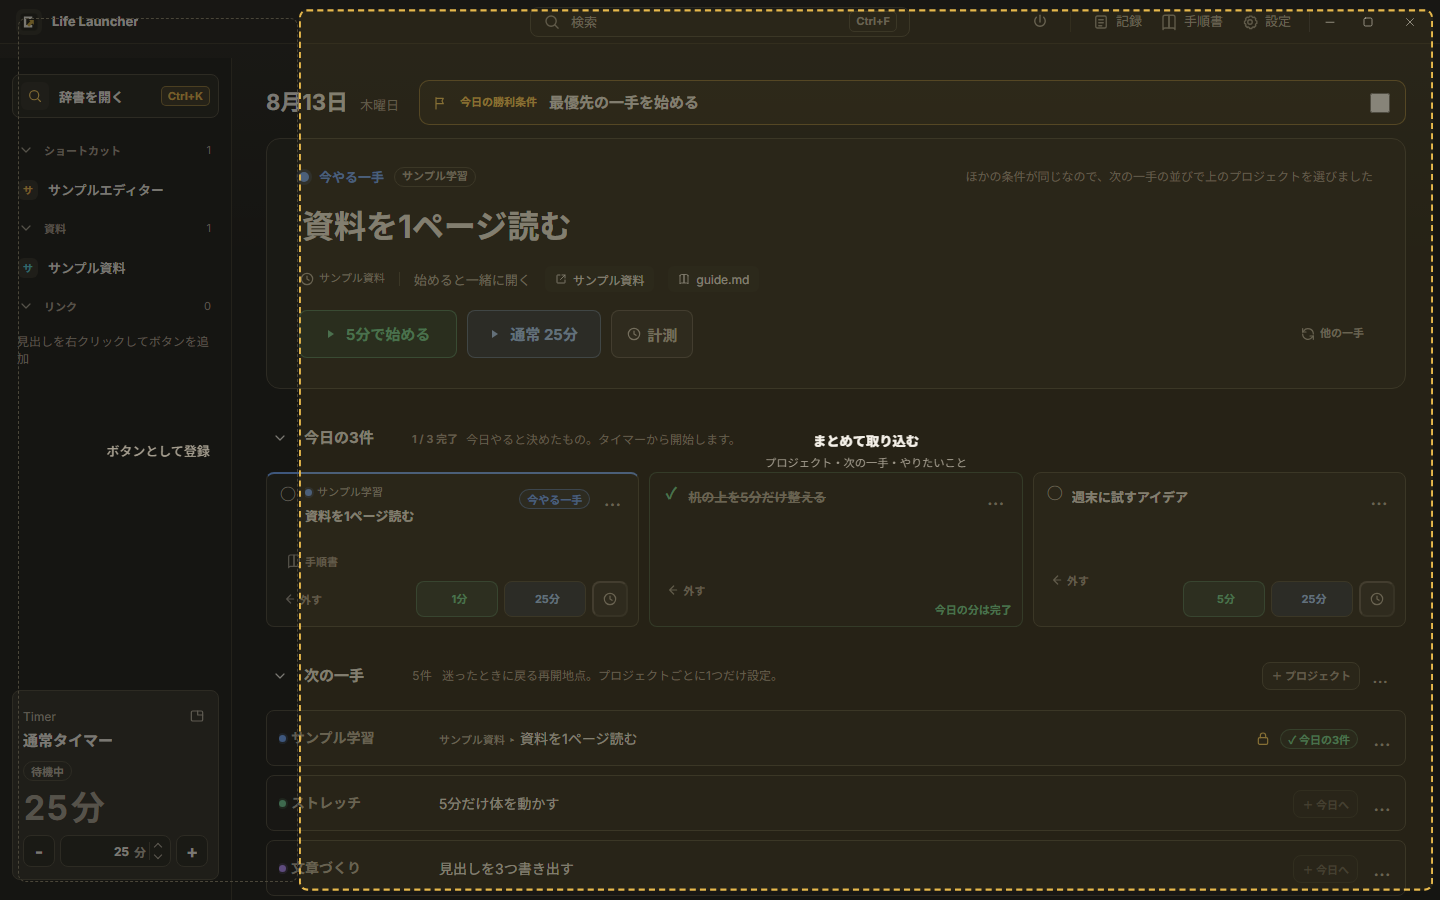 Life Launcher
検索
Ctrl+F
記録
手順書
設定
辞書を開く
Ctrl+K
ショートカット
1
サンプルエディター
資料
1
サ
サンプル資料
リンク
0
見出しを右クリックしてボタンを追
加
ボタンとして登録
Timer
通常タイマー
待機中
25分
-
25 分
+
8月13日
木曜日
今日の勝利条件
最優先の一手を始める
今やる一手
サンプル学習
ほかの条件が同じなので、次の一手の並びで上のプロジェクトを選びました
資料を1ページ読む
サンプル資料
始めると一緒に開く
サンプル資料
guide.md
5分で始める
通常 25分
計測
他の一手
今日の3件
1 / 3 完了
今日やると決めたもの。タイマーから開始します。
まとめて取り込む
プロジェクト・次の一手・やりたいこと
サンプル学習
資料を1ページ読む
今やる一手
...
手順書
外す
1分
25分
机の上を5分だけ整える
...
外す
今日の分は完了
週末に試すアイデア
...
外す
5分
25分
次の一手
5件
迷ったときに戻る再開地点。プロジェクトごとに1つだけ設定。
+ プロジェクト
...
サンプル学習
サンプル資料 ▸ 資料を1ページ読む
✓今日の3件
...
ストレッチ
5分だけ体を動かす
+ 今日へ
...
文章づくり
見出しを3つ書き出す
+ 今日へ
...